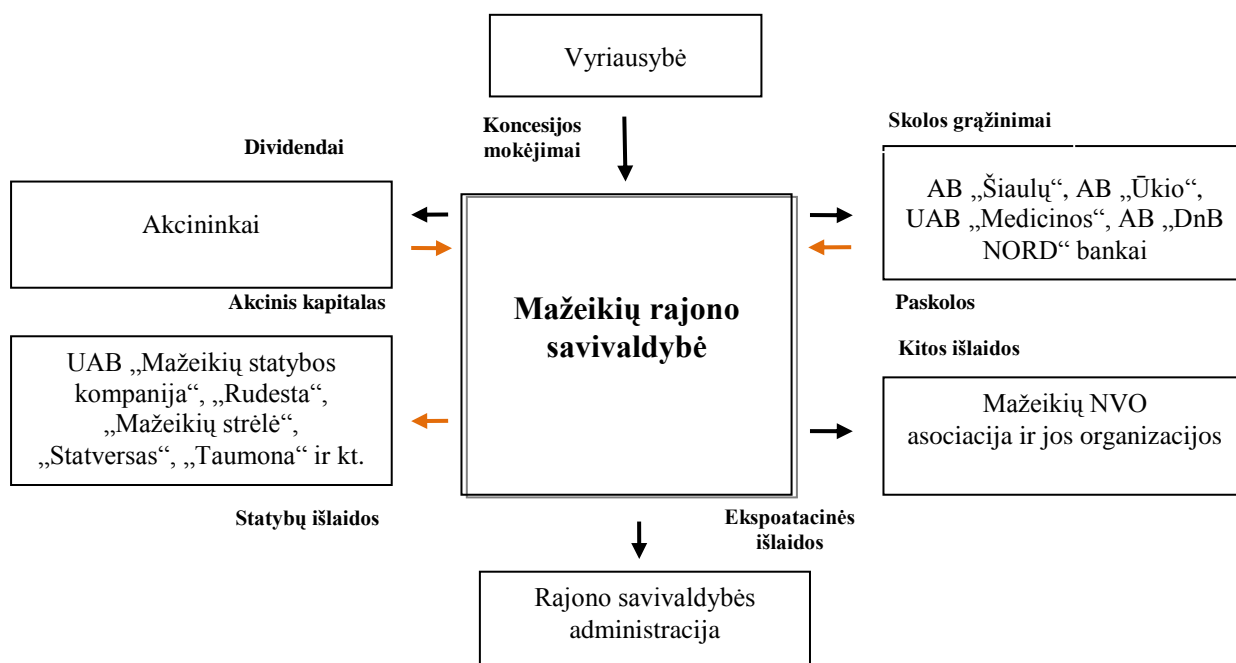 Vyriausybė
Koncesijos
mokėjimai
Skolos grąžinimai
Dividendai
Akcininkai
AB „Šiaulų“, AB „Ūkio“,
UAB „Medicinos“, AB „DnB
NORD“ bankai
Akcinis kapitalas
Paskolos
Mažeikių rajono
savivaldybė
Kitos išlaidos
UAB „Mažeikių statybos
kompanija“, „Rudesta“,
„Mažeikių strėlė“,
„Statversas“, „Taumona“ ir kt.
Mažeikių NVO
asociacija ir jos organizacijos
Statybų išlaidos
Ekspoatacinės
išlaidos
Rajono savivaldybės
administracija